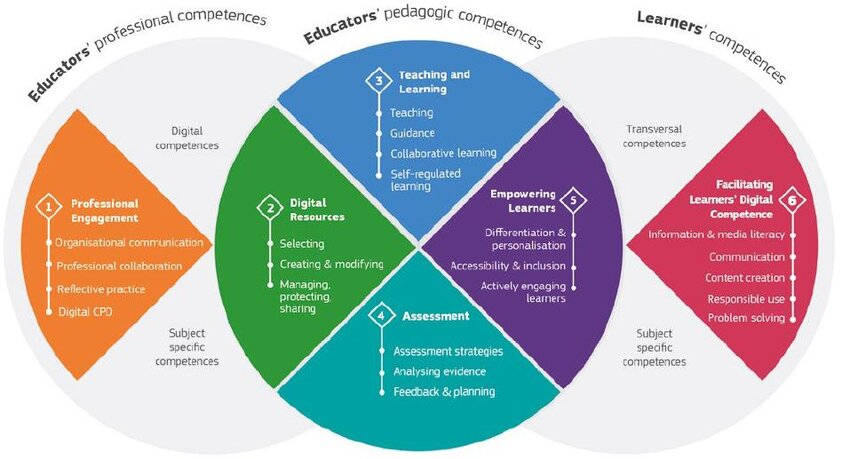 Educators' professional competences
Educators' pedagogic competences
Learners' competences
Digital
competences
Transversal
competences
1
Professional
Engagement
Organisational communication
Professional collaboration
Reflective practice
Digital CPD
2
Digital
Resources
Selecting
Creating & modifying
Managing,
protecting,
sharing
3
Teaching and
Learning
Teaching
Guidance
Collaborative learning
Self-regulated
learning
4
Assessment
Assessment strategies
Analysing evidence
Feedback & planning
5
Empowering
Learners
Differentiation &
personalisation
Accessibility & inclusion
Actively engaging
learners
6
Facilitating
Learners' Digital
Competence
Information & media literacy
Communication
Content creation
Responsible use
Problem solving
Subject
specific
competences
Subject
specific
competences